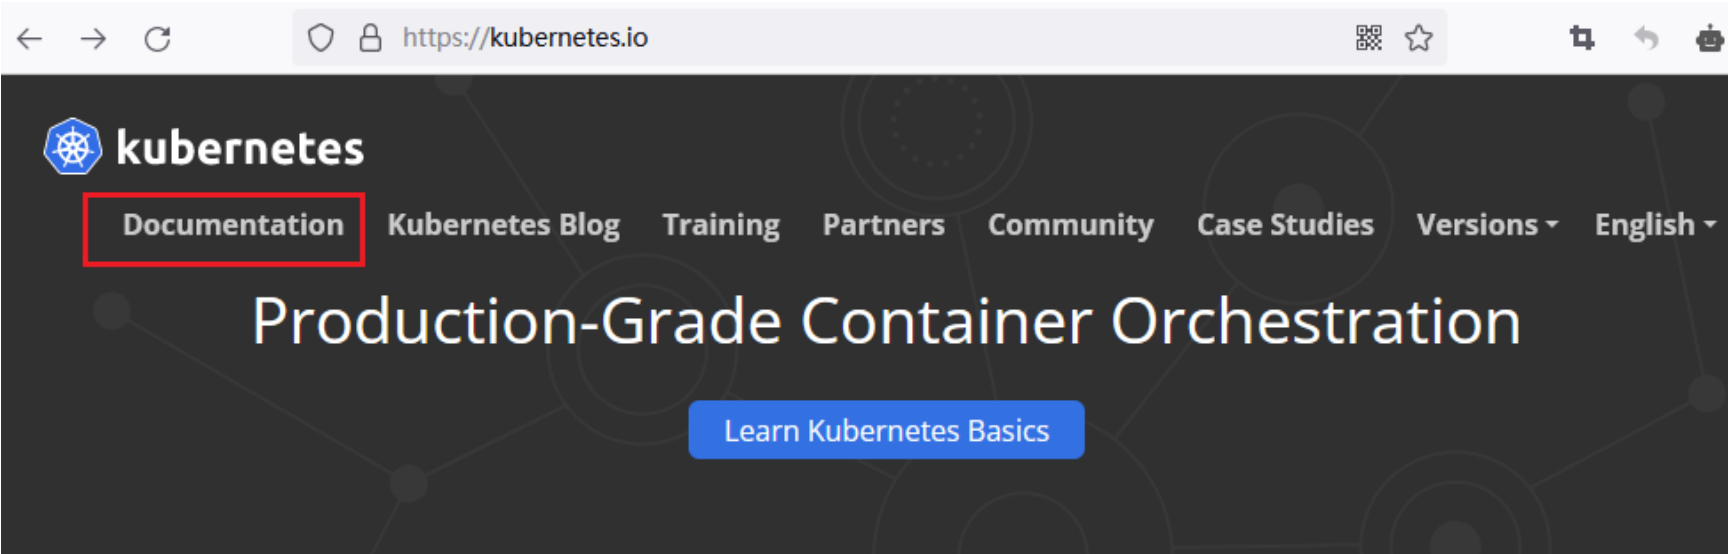 https://kubernetes.io
kubernetes
Documentation Kubernetes Blog Training Partners Community Case Studies Versions English
Production-Grade Container Orchestration
Learn Kubernetes Basics